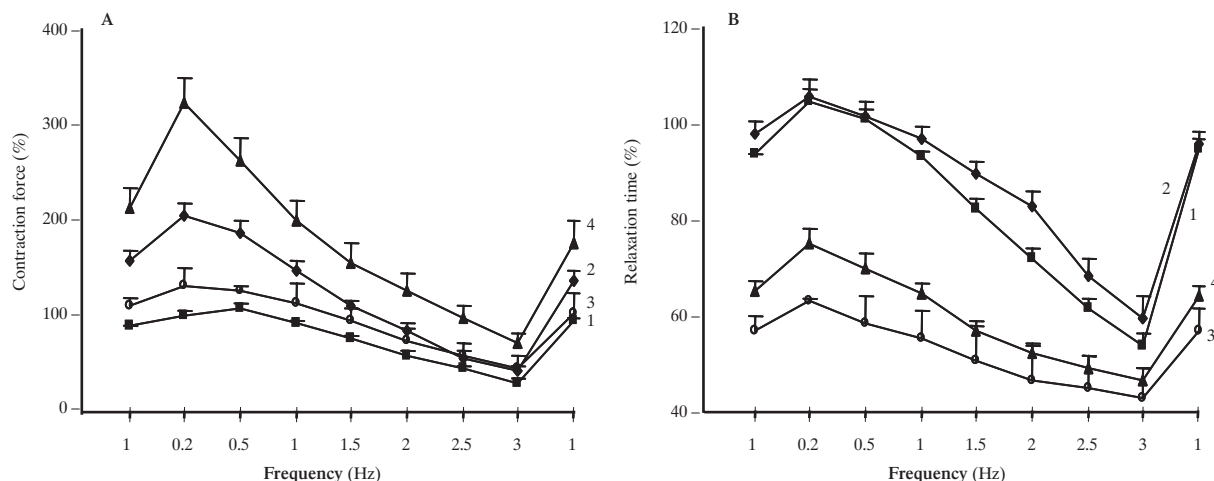 A
Contraction force (%)
400
300
200
100
0
4
2
3
1
1 0.2 0.5 1 1.5 2 2.5 3 1
Frequency (Hz)
B
Relaxation time (%)
120
100
80
60
40
2
1
4
3
1 0.2 0.5 1 1.5 2 2.5 3 1
Frequency (Hz)